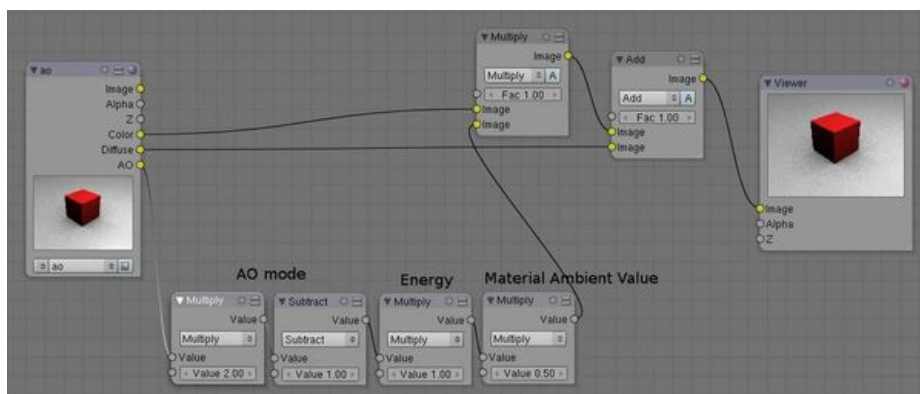 ao
Image
Alpha
Z
Color
Diffuse
AO
ao
Multiply
Image
Multiply A
Fac 1.00
Image
Image
Add
Image
Add A
Fac 1.00
Image
Image
Viewer
Image
Alpha
Z
AO mode
Energy
Material Ambient Value
Multiply
Value
Multiply
Value
Value 2.00
Subtract
Value
Subtract
Value
Value 1.00
Multiply
Value
Multiply
Value
Value 1.00
Multiply
Value
Multiply
Value
Value 0.50